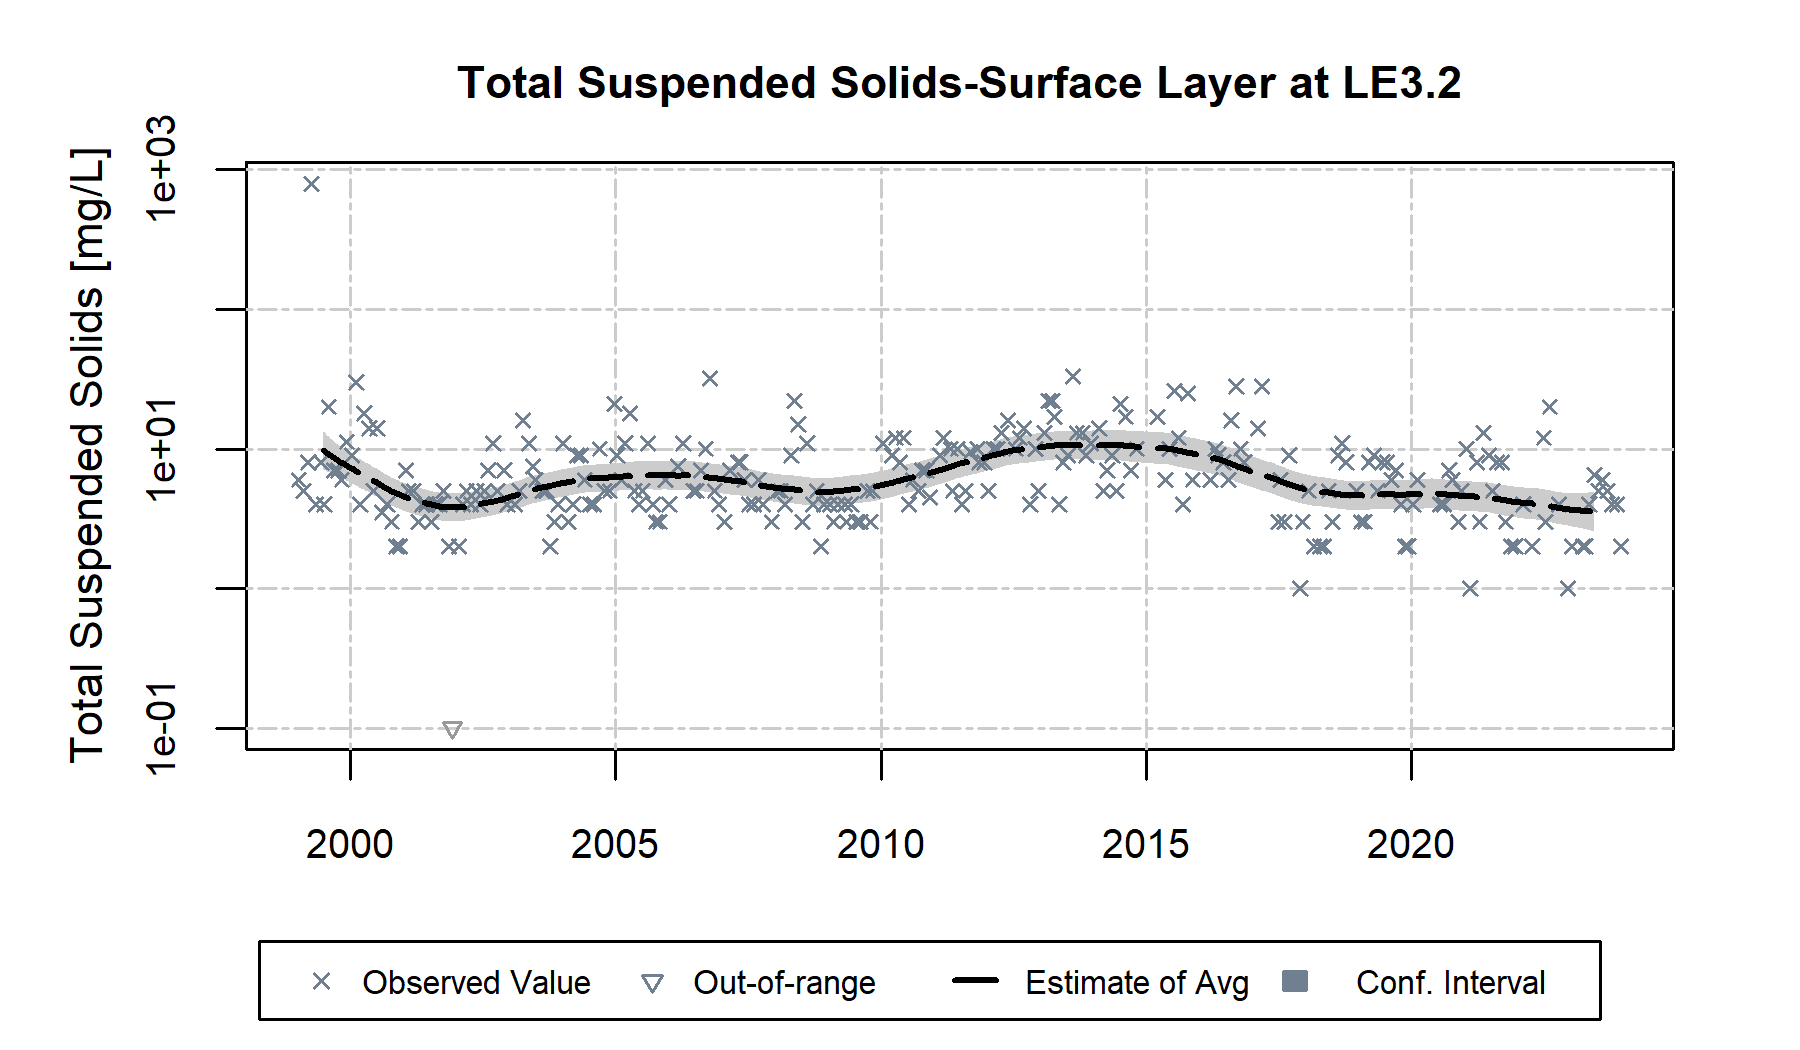 Total Suspended Solids-Surface Layer at LE3.2
Total Suspended Solids [mg/L]
1e+03
1e+01
1e-01
2000 2005 2010 2015 2020
Observed Value Out-of-range Estimate of Avg Conf. Interval